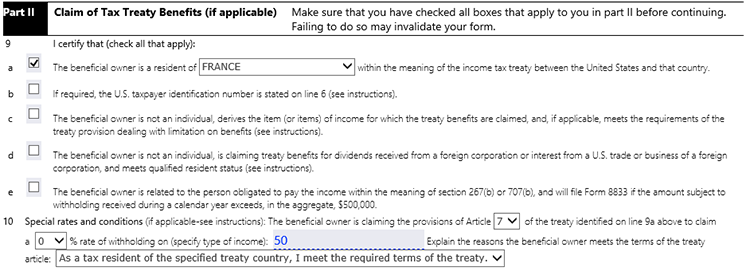 Part II Claim of Tax Treaty Benefits (if applicable) Make sure that you have checked all boxes that apply to you in part II before continuing.
Failing to do so may invalidate your form.
9 I certify that (check all that apply):
a The beneficial owner is a resident of FRANCE within the meaning of the income tax treaty between the United States and that country.
b If required, the U.S. taxpayer identification number is stated on line 6 (see instructions).
c The beneficial owner is not an individual, derives the item (or items) of income for which the treaty benefits are claimed, and, if applicable, meets the requirements of the
treaty provision dealing with limitation on benefits (see instructions).
d The beneficial owner is not an individual, is claiming treaty benefits for dividends received from a foreign corporation or interest from a U.S. trade or business of a foreign
corporation, and meets qualified resident status (see instructions).
e The beneficial owner is related to the person obligated to pay the income within the meaning of section 267(b) or 707(b), and will file Form 8833 if the amount subject to
withholding received during a calendar year exceeds, in the aggregate, $500,000.
10 Special rates and conditions (if applicable-see instructions): The beneficial owner is claiming the provisions of Article 7 of the treaty identified on line 9a above to claim
a 0 % rate of withholding on (specify type of income): 50 Explain the reasons the beneficial owner meets the terms of the treaty
article: As a tax resident of the specified treaty country, I meet the required terms of the treaty.